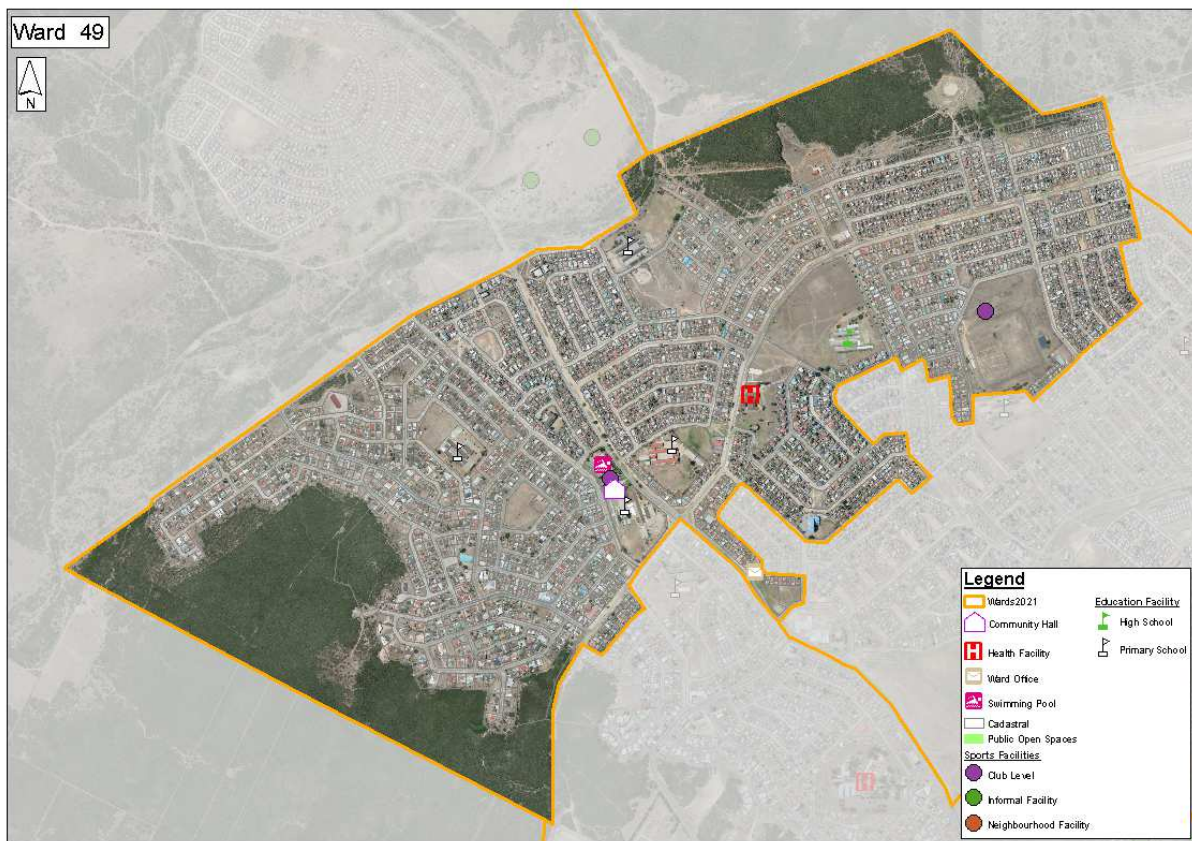 Ward 49
N
Legend
Wards2021
Community Hall
Health Facility
Ward Office
Swimming Pool
Cadastral
Public Open Spaces
Sports Facilities
Club Level
Informal Facility
Neighbourhood Facility
Education Facility
High School
Primary School
H
H
H